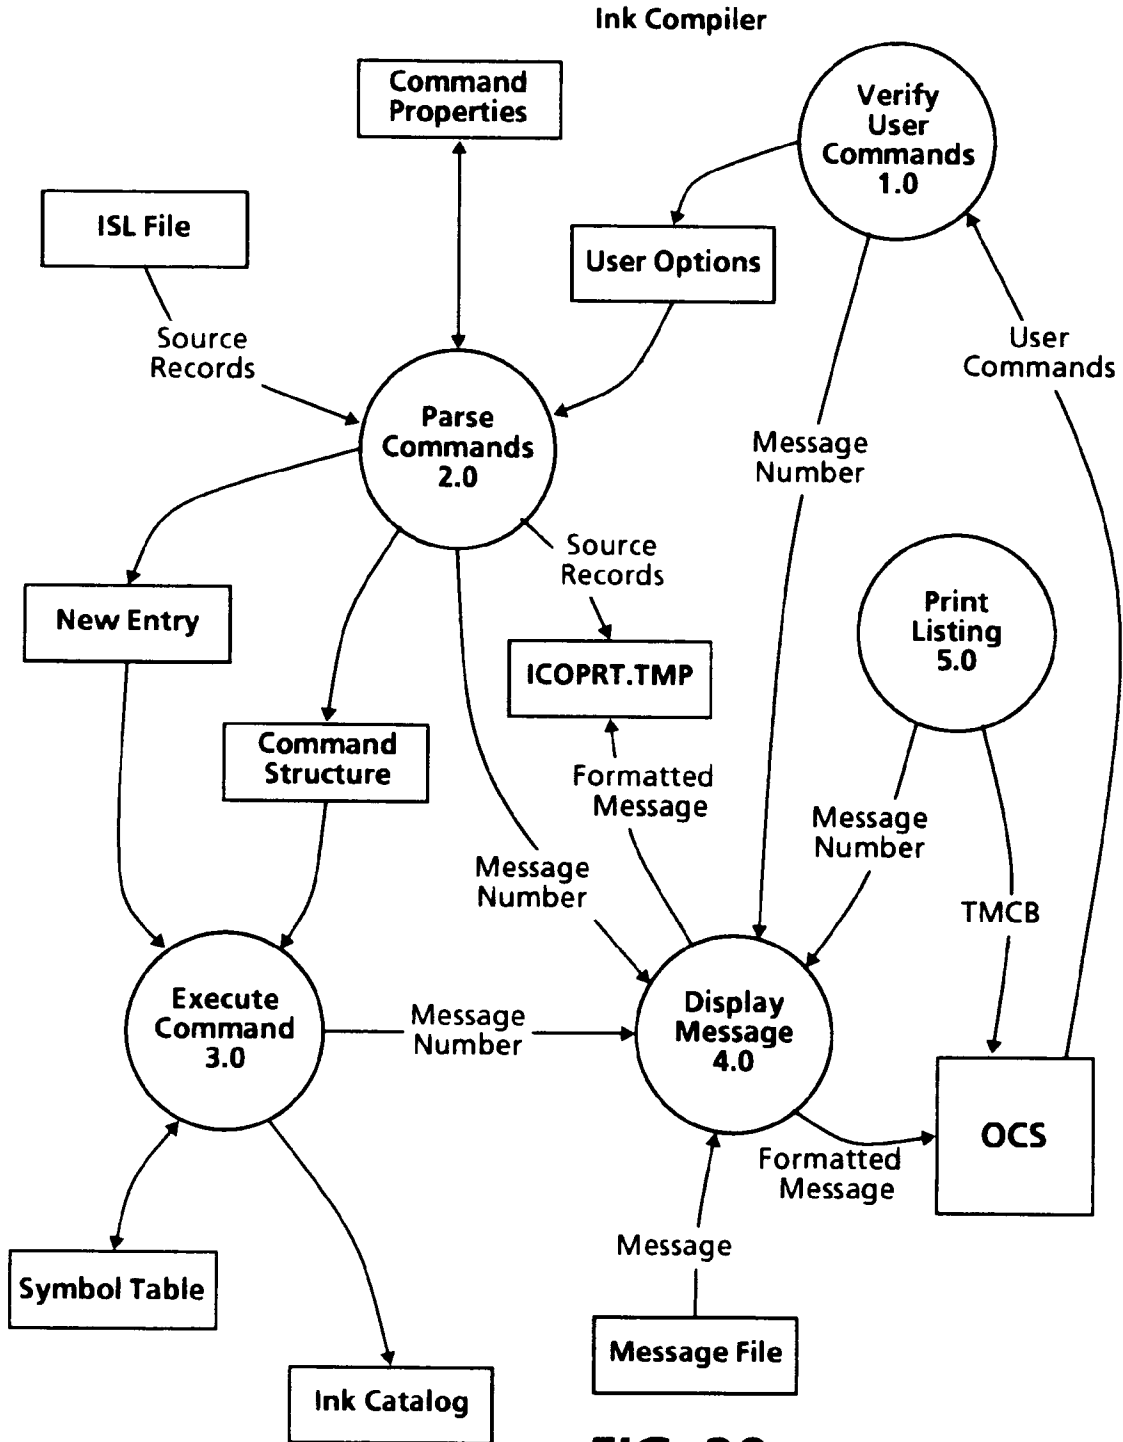 Ink Compiler
Command
Properties
Verify
User
Commands
1.0
ISL File
User Options
Source
Records
User
Commands
Parse
Commands
2.0
Message
Number
Source
Records
New Entry
Print
Listing
5.0
ICOPRT.TMP
Command
Structure
Formatted
Message
Message
Number
Message
Number
TMCB
Execute
Command
3.0
Message
Number
Display
Message
4.0
OCS
Formatted
Message
Message
Symbol Table
Message File
Ink Catalog